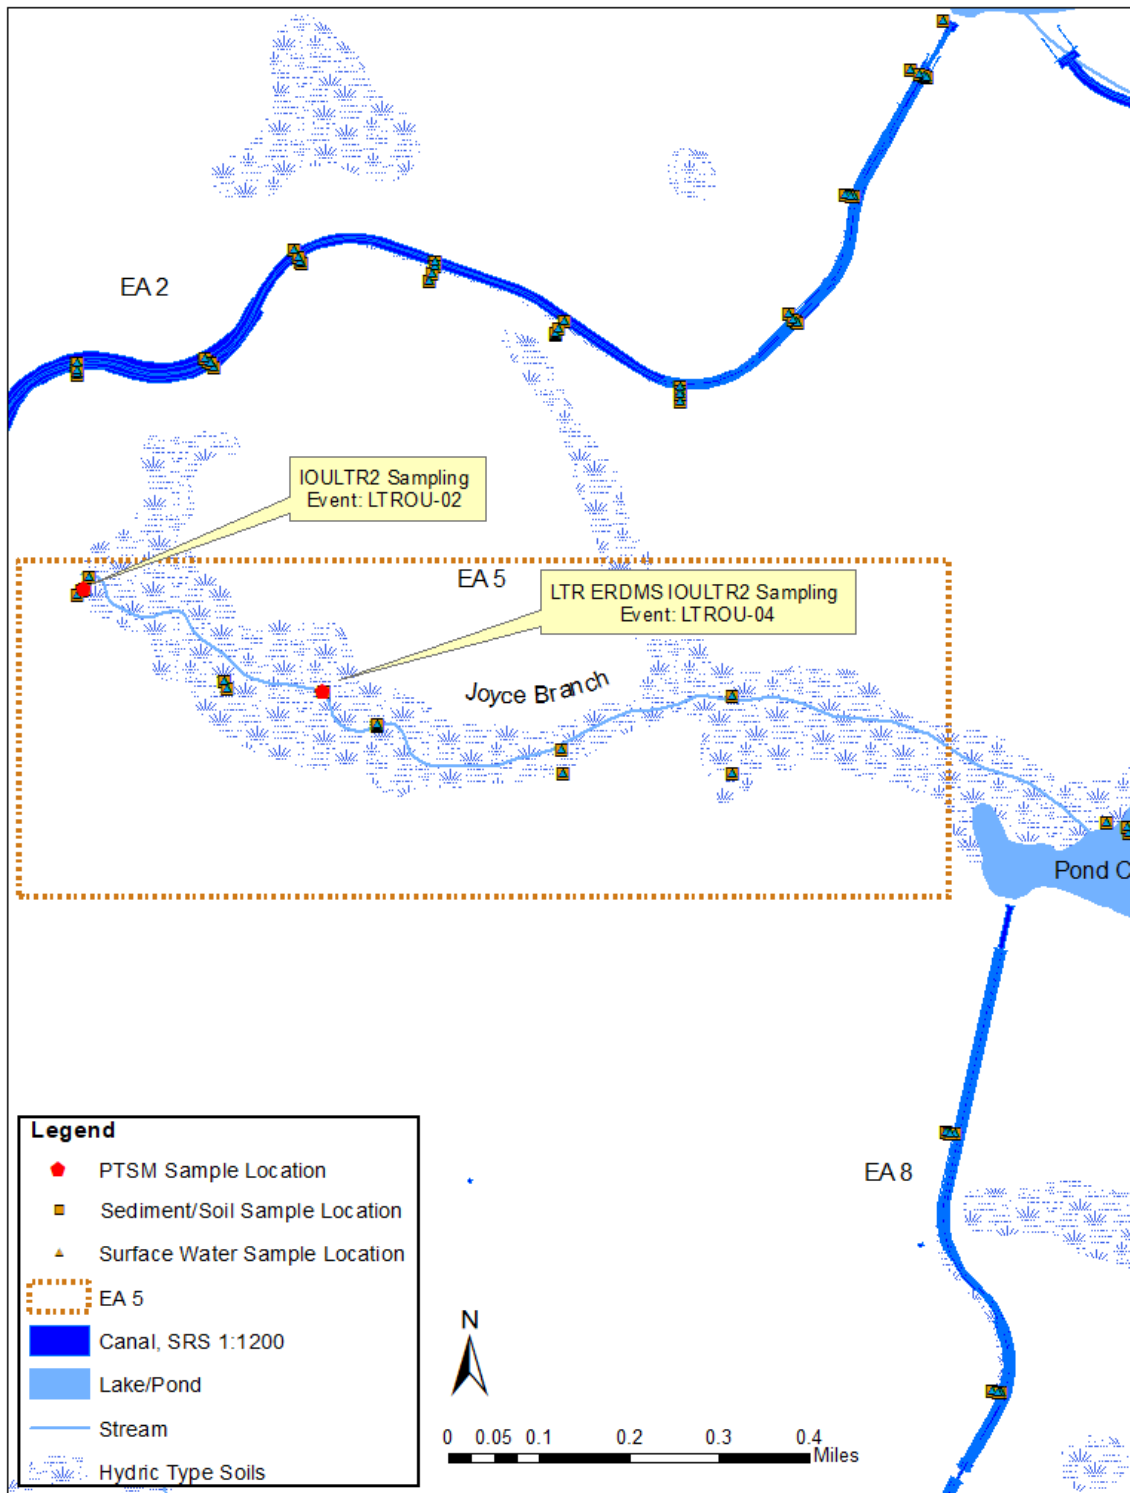 EA 2
IOULTR2 Sampling
Event: LTROU-02
EA 5
LTR ERDMS IOULTR2 Sampling
Event: LTROU-04
Joyce Branch
Pond C
EA 8
Legend
PTSM Sample Location
Sediment/Soil Sample Location
Surface Water Sample Location
EA 5
Canal, SRS 1:1200
Lake/Pond
Stream
Hydric Type Soils
N
0 0.05 0.1 0.2 0.3 0.4
Miles